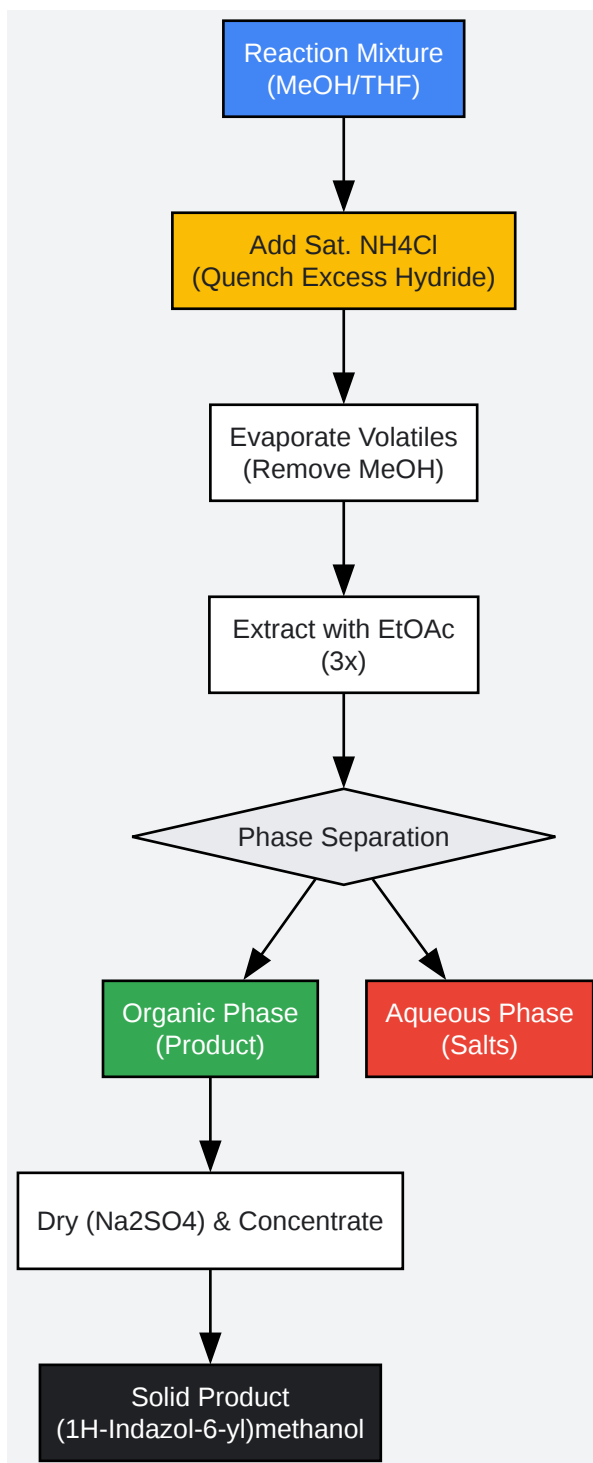 Reaction Mixture
(MeOH/THF)
Add Sat. NH4Cl
(Quench Excess Hydride)
Evaporate Volatiles
(Remove MeOH)
Extract with EtOAc
(3x)
Phase Separation
Organic Phase
(Product)
Aqueous Phase
(Salts)
Dry (Na2SO4) & Concentrate
Solid Product
(1H-Indazol-6-yl)methanol